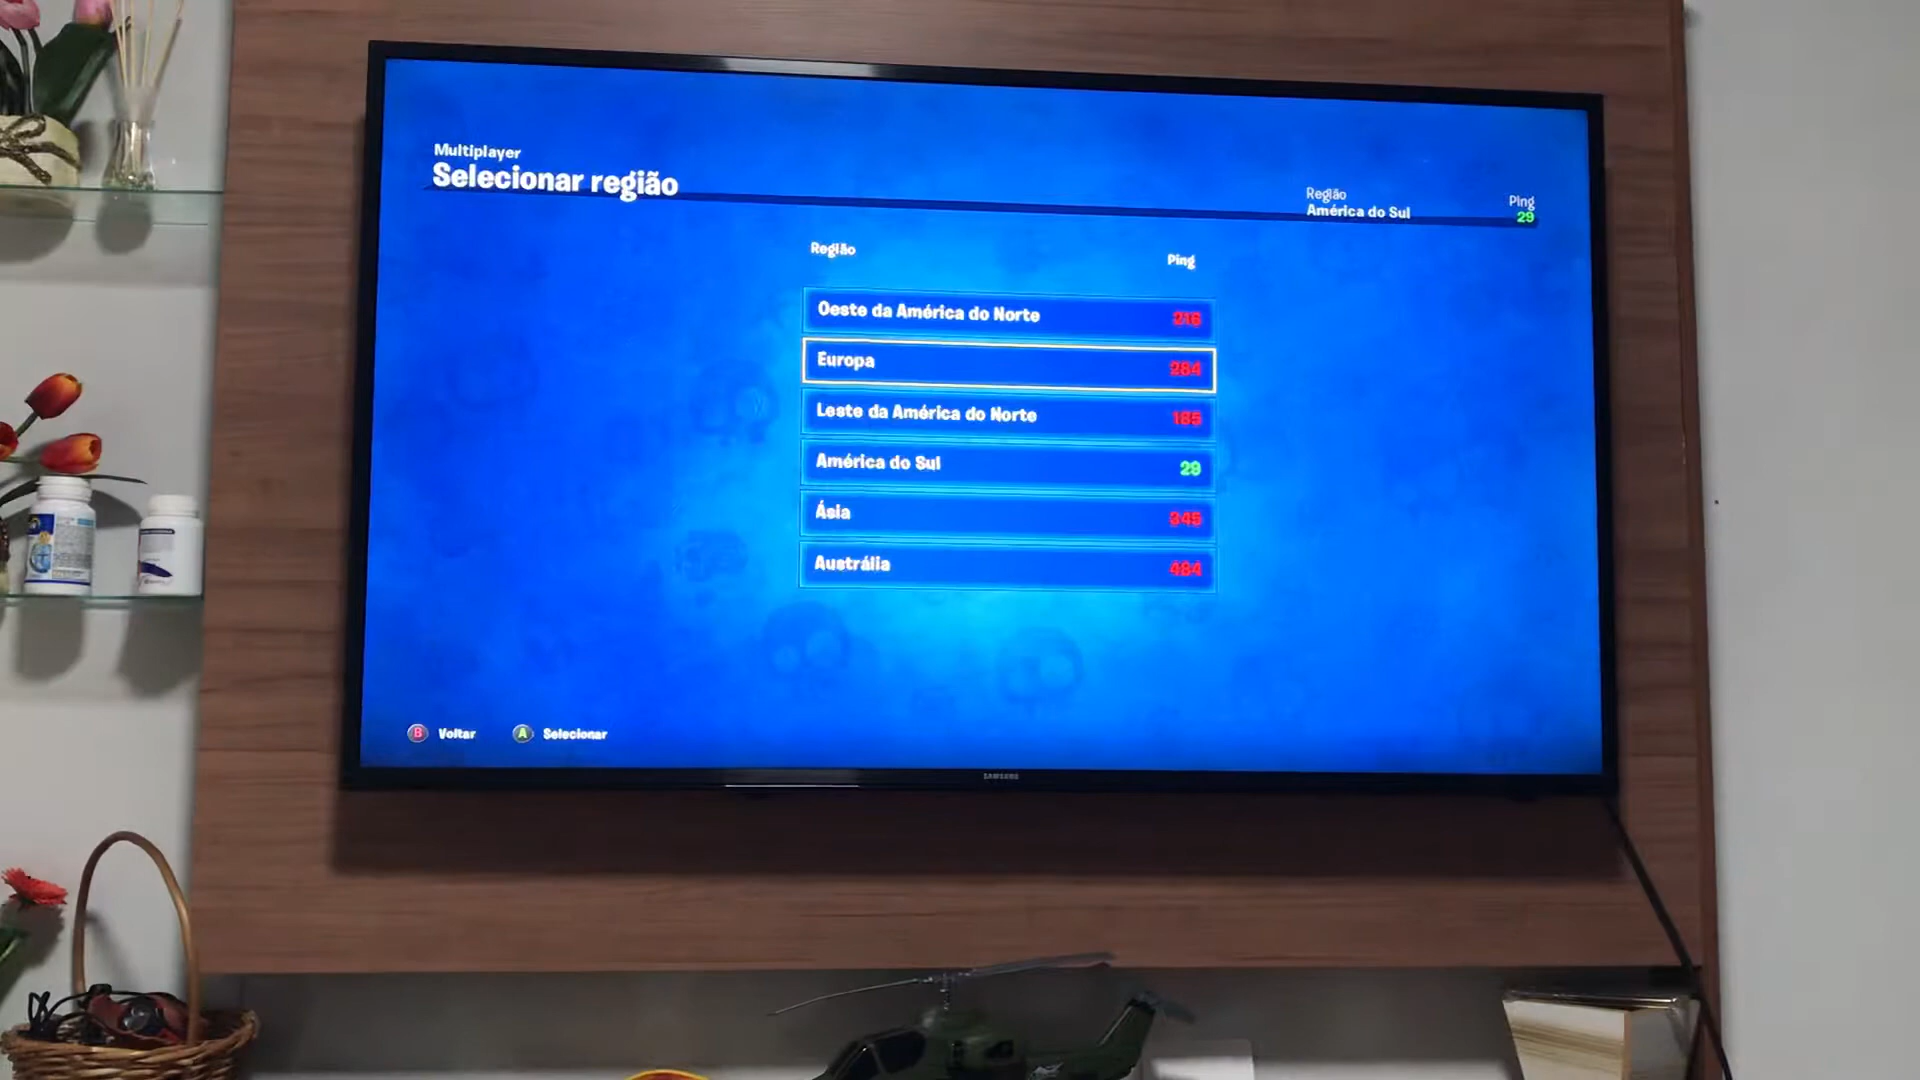 Multiplayer
Selecionar região
Região Ping
América do Sul 29
Região Ping
Oeste da América do Norte 216
Europa 284
Leste da América do Norte 185
América do Sul 29
Ásia 345
Austrália 484
B Voltar A Selecionar
SAMSUNG